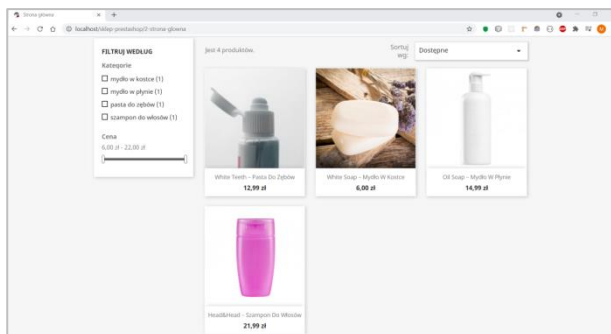 Strona główna
localhost/sklep-prestashop/2-strona-glowna
FILTRUJ WEDŁUG
Kategorie
mydło w kostce (1)
mydło w płynie (1)
pasta do zębów (1)
szampon do włosów (1)
Cena
6,00 zł - 22,00 zł
Jest 4 produktów.
Sortuj wg:
Dostępne
White Teeth – Pasta Do Zębów
12,99 zł
White Soap – Mydło W Kostce
6,00 zł
Oil Soap – Mydło W Płynie
14,99 zł
Head&Head – Szampon Do Włosów
21,99 zł